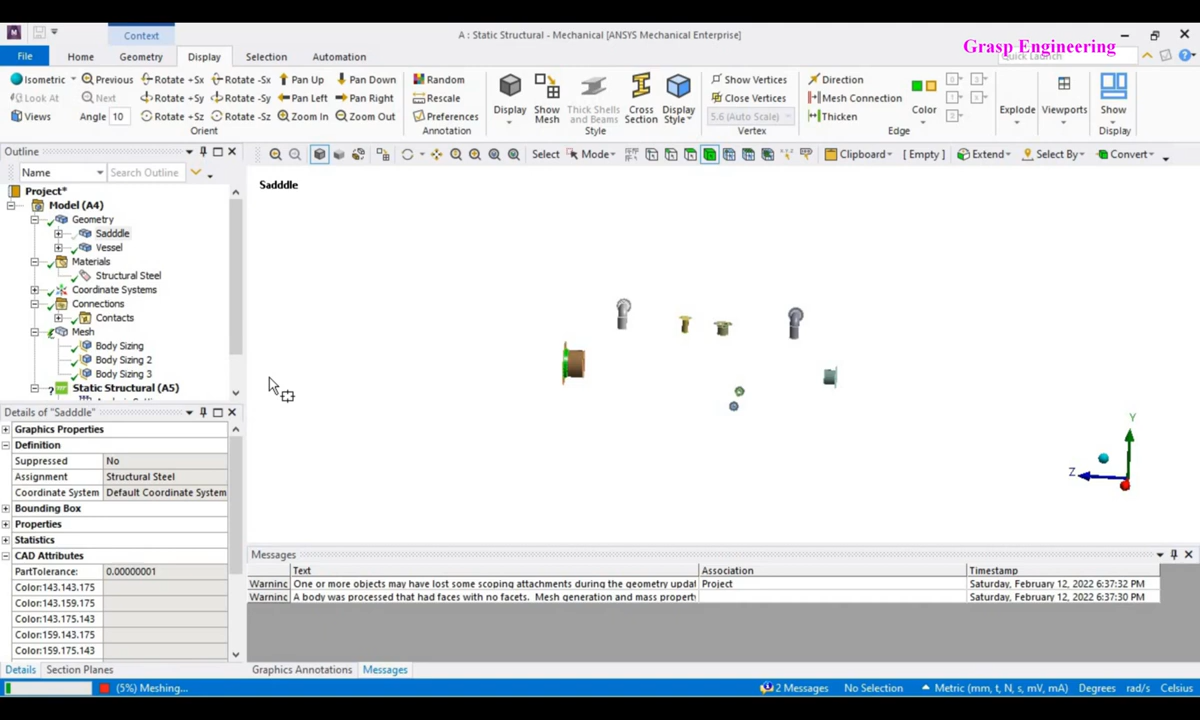 Context
A : Static Structural - Mechanical [ANSYS Mechanical Enterprise]
Grasp Engineering
File Home Geometry Display Selection Automation
Quick Launch
Isometric Previous Rotate +Sx Rotate -Sx Pan Up Pan Down Random
Look At Next Rotate +Sy Rotate -Sy Pan Left Pan Right Rescale
Views Angle 10 Rotate +Sz Rotate -Sz Zoom In Zoom Out Preferences
Orient Annotation
Display Show Mesh Thick Shells and Beams Cross Section Display Style
Style
Show Vertices
Close Vertices
5.6 (Auto Scale)
Vertex
Direction
Mesh Connection
Thicken
Color
Edge
Explode Viewports Show
Display
Outline
Select Mode Clipboard [ Empty ] Extend Select By Convert
Name Search Outline
Project*
Model (A4)
Geometry
Sadddle
Vessel
Materials
Structural Steel
Coordinate Systems
Connections
Contacts
Mesh
Body Sizing
Body Sizing 2
Body Sizing 3
Static Structural (A5)
Sadddle
Y
Z
Details of "Sadddle"
Graphics Properties
Definition
Suppressed No
Assignment Structural Steel
Coordinate System Default Coordinate System
Bounding Box
Properties
Statistics
CAD Attributes
PartTolerance: 0.00000001
Color:143.143.175
Color:143.159.175
Color:143.175.143
Color:159.143.175
Color:159.175.143
Details Section Planes
Messages
Text Association Timestamp
Warninc One or more objects may have lost some scoping attachments during the geometry updat Project Saturday, February 12, 2022 6:37:32 PM
Warninc A body was processed that had faces with no facets. Mesh generation and mass propert Saturday, February 12, 2022 6:37:30 PM
Graphics Annotations Messages
(5%) Meshing... 2 Messages No Selection Metric (mm, t, N, s, mV, mA) Degrees rad/s Celsius